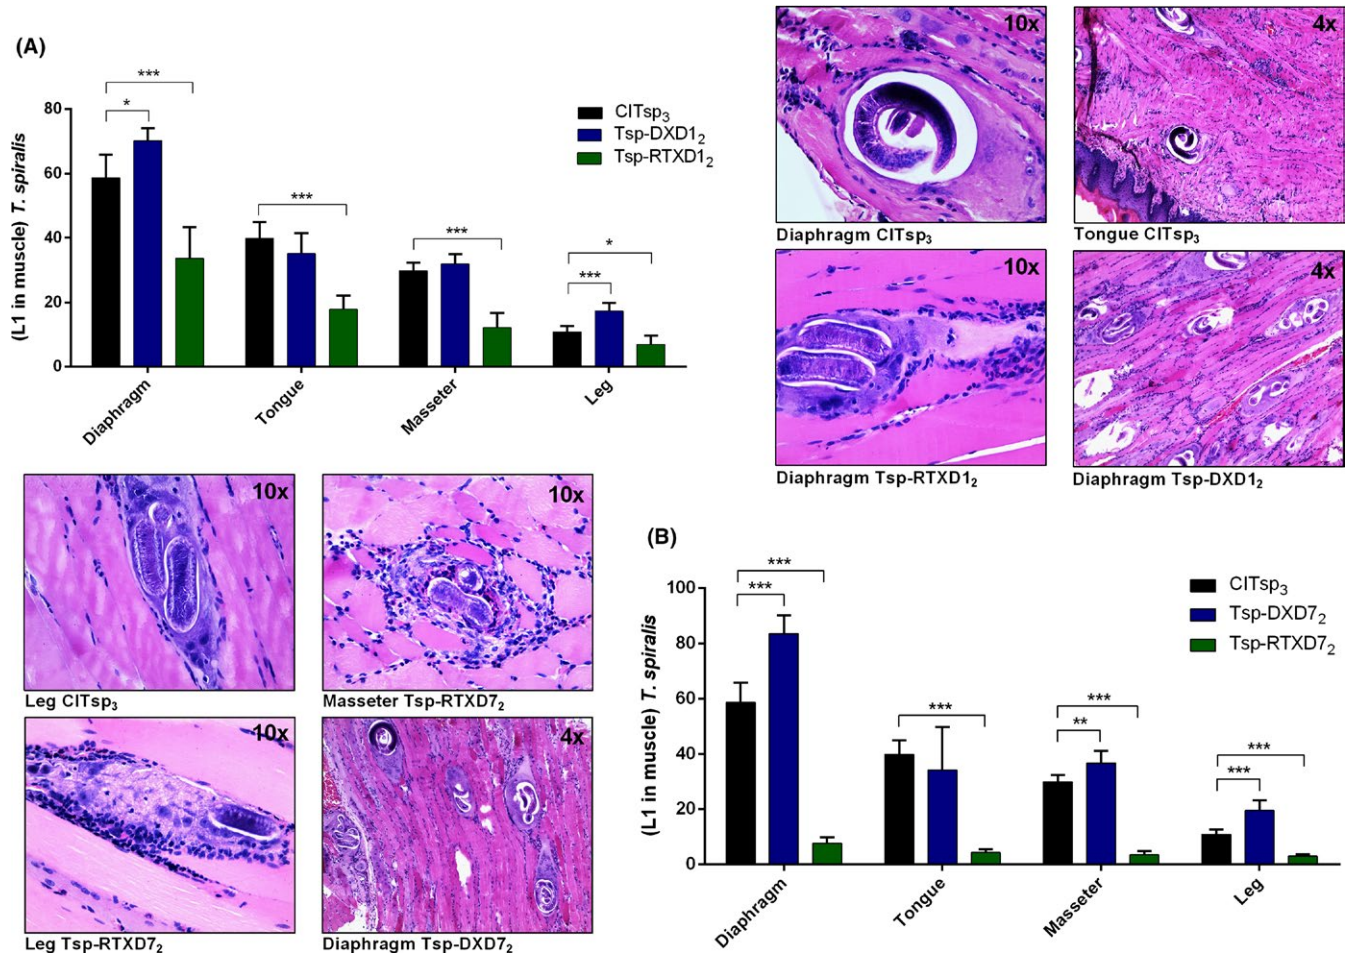 (A)
(L1 in muscle) T. spiralis
80
60
40
20
0
***
*
***
***
*
***
Diaphragm
Tongue
Masseter
Leg
CITsp₃
Tsp-DXD1₂
Tsp-RTXD1₂
10x
Diaphragm CITsp₃
4x
Tongue CITsp₃
10x
Diaphragm Tsp-RTXD1₂
4x
Diaphragm Tsp-DXD1₂
10x
Leg CITsp₃
10x
Masseter Tsp-RTXD7₂
10x
Leg Tsp-RTXD7₂
4x
Diaphragm Tsp-DXD7₂
(B)
(L1 in muscle) T. spiralis
100
80
60
40
20
0
***
***
***
***
**
***
***
Diaphragm
Tongue
Masseter
Leg
CITsp₃
Tsp-DXD7₂
Tsp-RTXD7₂